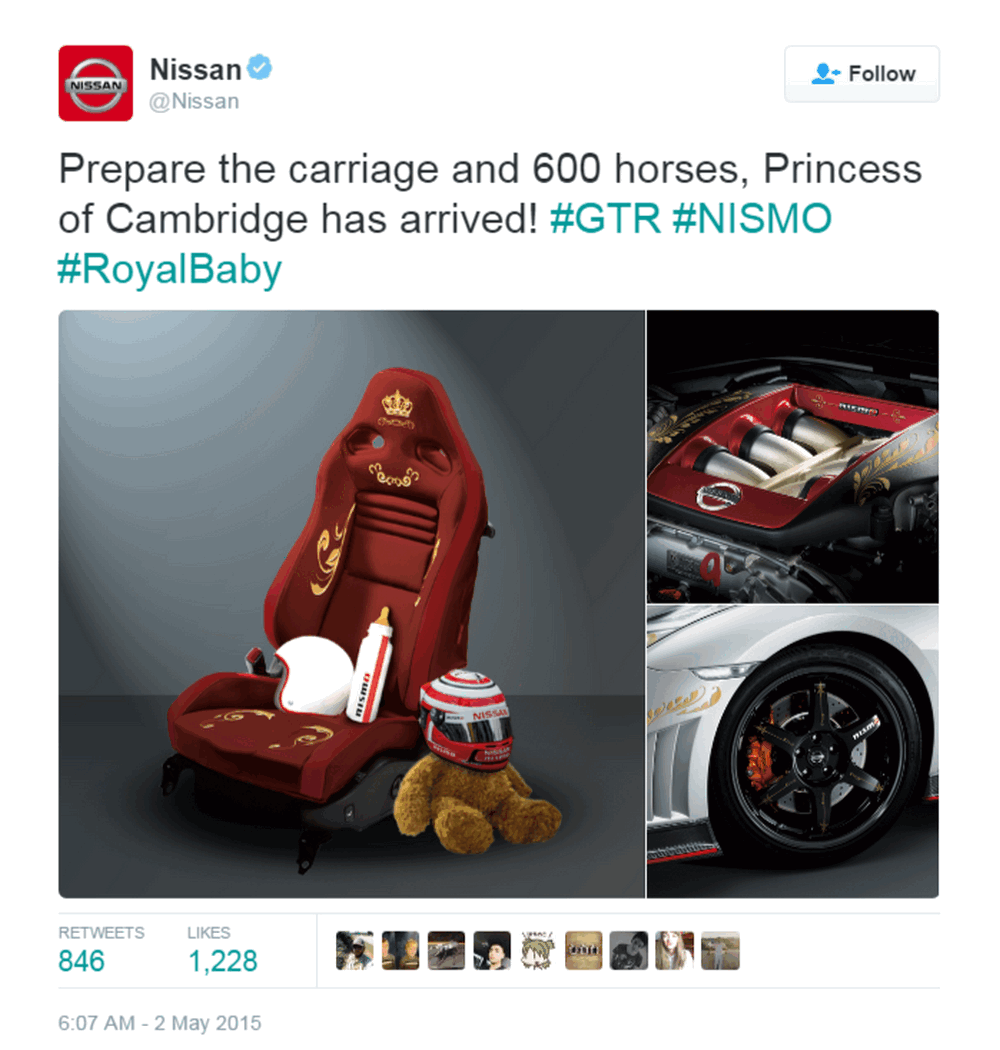 NISSAN
Nissan
@Nissan
Follow
Prepare the carriage and 600 horses, Princess
of Cambridge has arrived! #GTR #NISMO
#RoyalBaby
nismo
NISSAN
nismo
NISSAN
nismo
RETWEETS
LIKES
846
1,228
6:07 AM - 2 May 2015